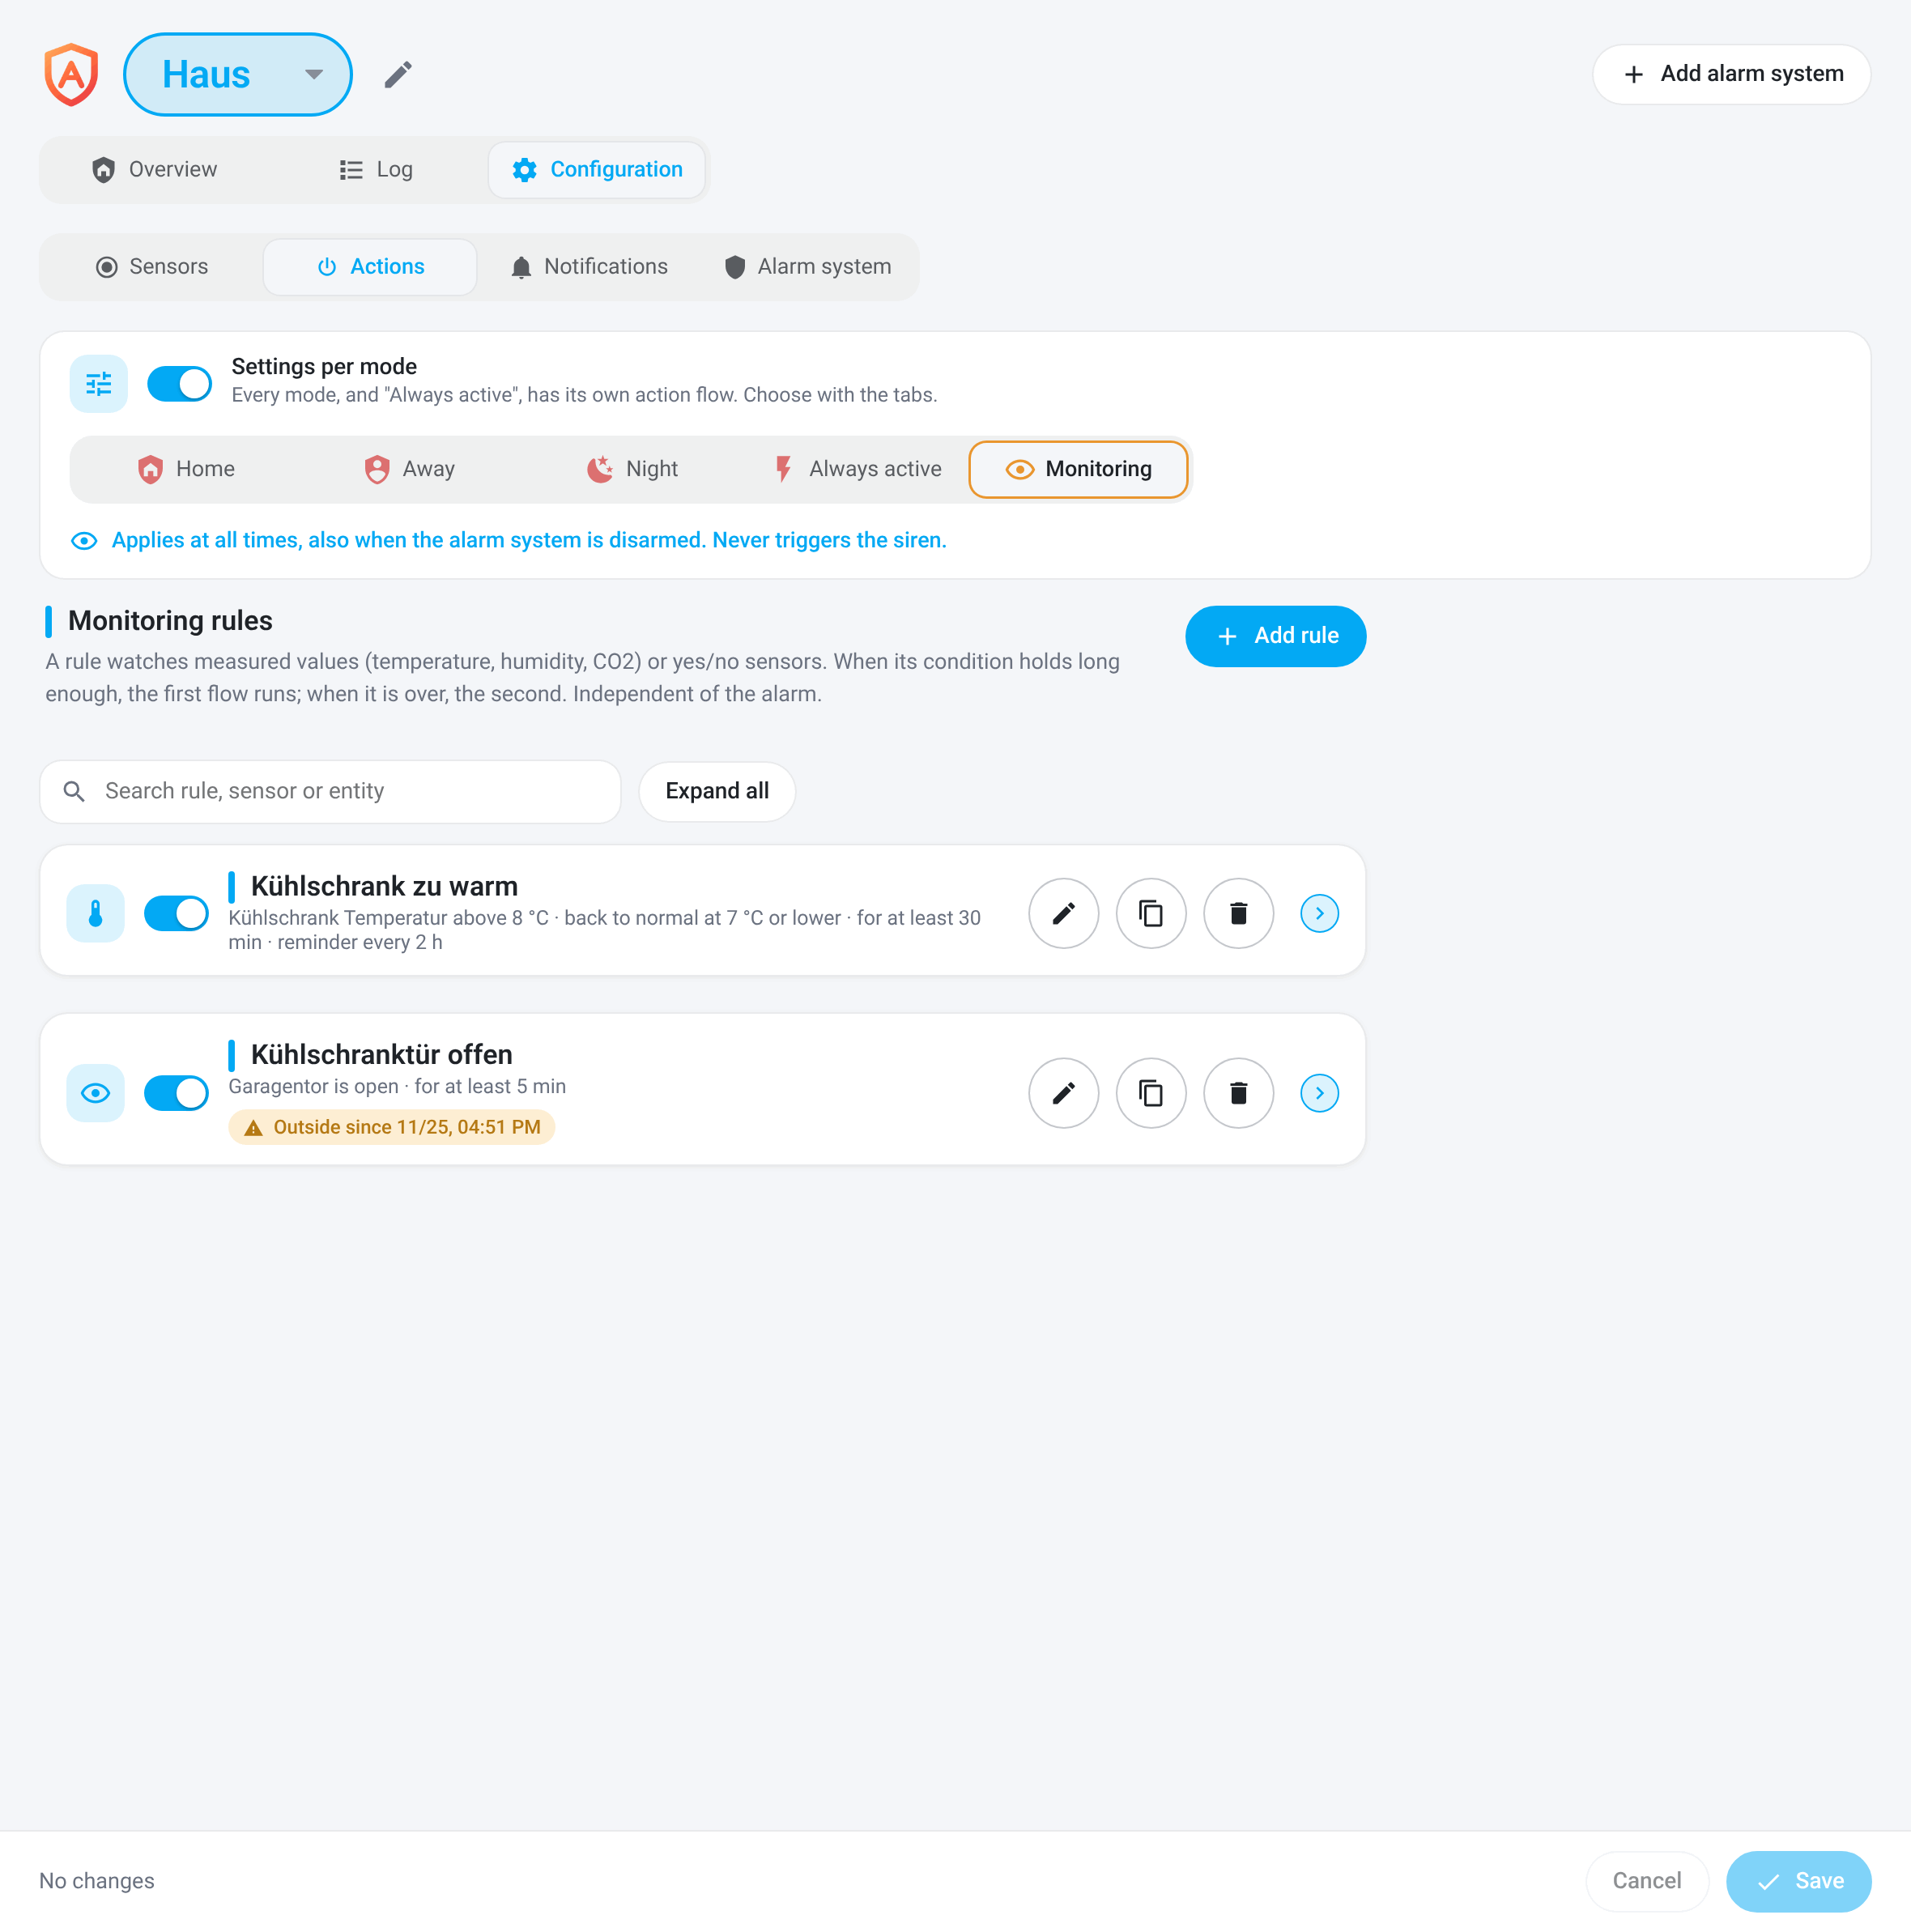 Haus
Add alarm system
Overview
Log
Configuration
Sensors
Actions
Notifications
Alarm system
Settings per mode
Every mode, and "Always active", has its own action flow. Choose with the tabs.
Home
Away
Night
Always active
Monitoring
Applies at all times, also when the alarm system is disarmed. Never triggers the siren.
Monitoring rules
Add rule
A rule watches measured values (temperature, humidity, CO2) or yes/no sensors. When its condition holds long
enough, the first flow runs; when it is over, the second. Independent of the alarm.
Search rule, sensor or entity
Expand all
Kühlschrank zu warm
Kühlschrank Temperatur above 8 °C · back to normal at 7 °C or lower · for at least 30
min · reminder every 2 h
Kühlschranktür offen
Garagentor is open · for at least 5 min
Outside since 11/25, 04:51 PM
No changes
Cancel
Save